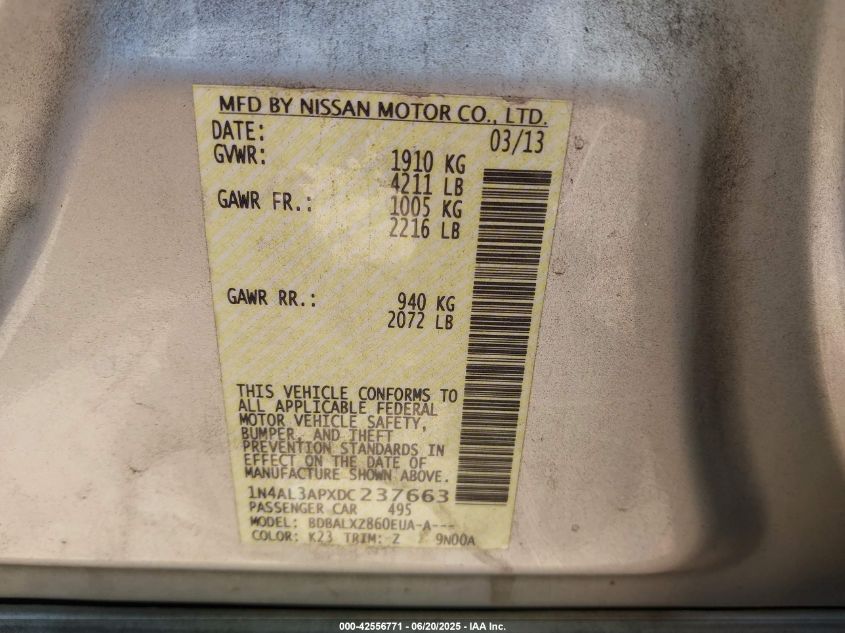 MFD BY NISSAN MOTOR CO., LTD.
DATE: 03/13
GVWR: 1910 KG
4211 LB
GAWR FR.: 1005 KG
2216 LB
GAWR RR.: 940 KG
2072 LB
THIS VEHICLE CONFORMS TO
ALL APPLICABLE FEDERAL
MOTOR VEHICLE SAFETY,
BUMPER, AND THEFT
PREVENTION STANDARDS IN
EFFECT ON THE DATE OF
MANUFACTURE SHOWN ABOVE.
1N4AL3APXDC237663
PASSENGER CAR 495
MODEL: BDBALXZ860EUA-A---
COLOR: K23 TRIM: Z 9N00A
000-42556771 - 06/20/2025 - IAA Inc.